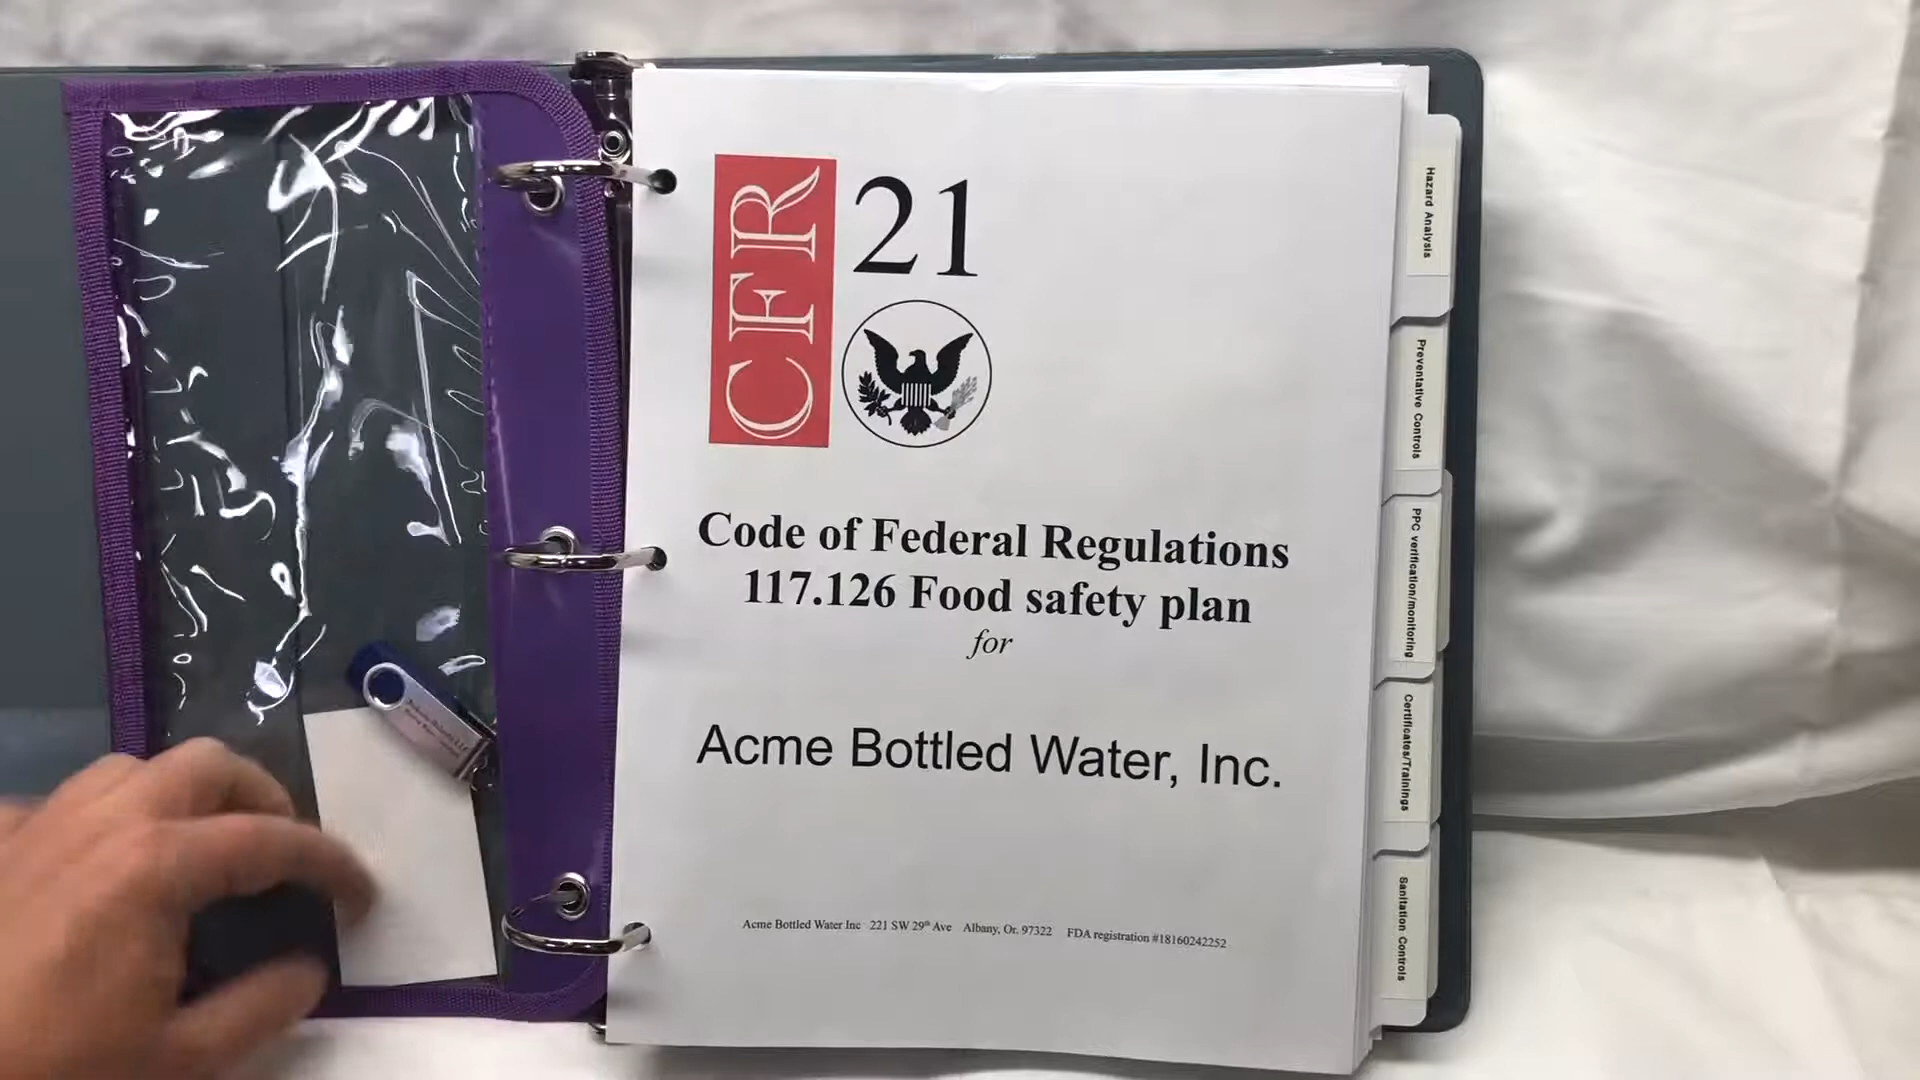 CFR
21
Code of Federal Regulations
117.126 Food safety plan
for
Acme Bottled Water, Inc.
Acme Bottled Water Inc 221 SW 29th Ave Albany, Or. 97322 FDA registration #18160242252
Hazard Analysis
Preventative Controls
PPC verification/monitoring
Certificates/Trainings
Sanitation Controls